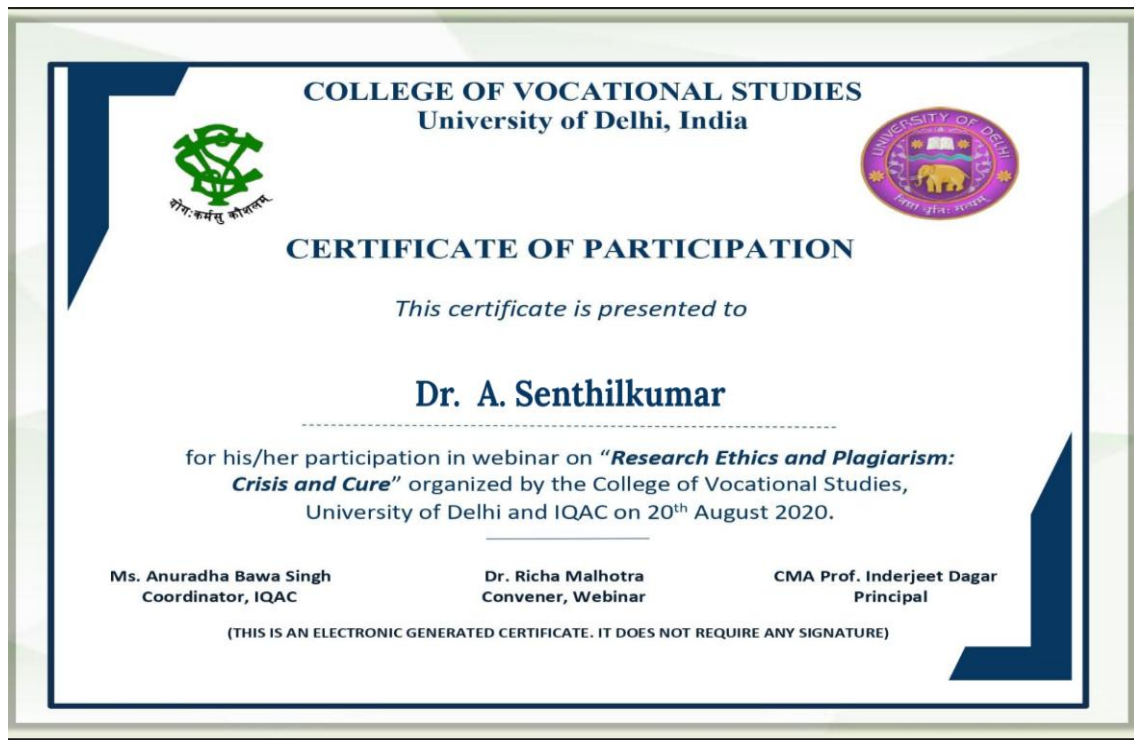 COLLEGE OF VOCATIONAL STUDIES
University of Delhi, India
योगः कर्मसु कौशलम्
UNIVERSITY OF DELHI
CERTIFICATE OF PARTICIPATION
This certificate is presented to
Dr. A. Senthilkumar
for his/her participation in webinar on “Research Ethics and Plagiarism:
Crisis and Cure” organized by the College of Vocational Studies,
University of Delhi and IQAC on 20th August 2020.
Ms. Anuradha Bawa Singh
Coordinator, IQAC
Dr. Richa Malhotra
Convener, Webinar
CMA Prof. Inderjeet Dagar
Principal
(THIS IS AN ELECTRONIC GENERATED CERTIFICATE. IT DOES NOT REQUIRE ANY SIGNATURE)